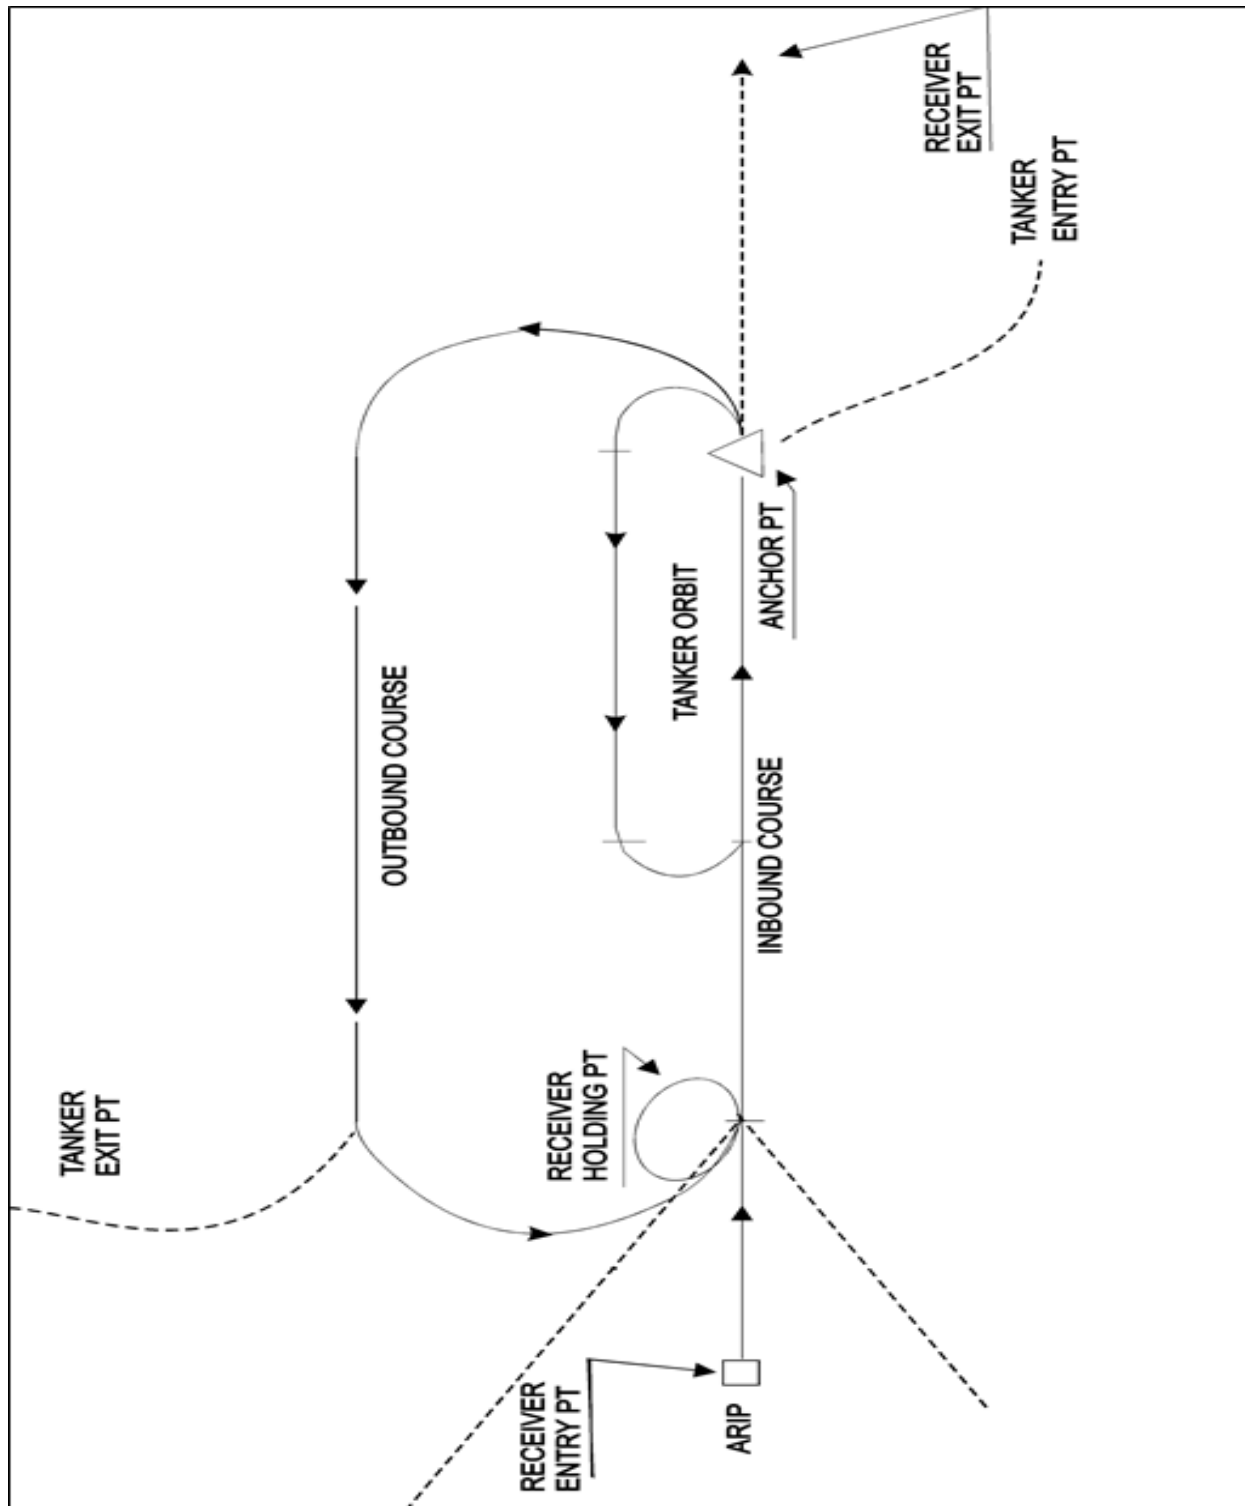 TANKER
EXIT PT
OUTBOUND COURSE
RECEIVER
ENTRY PT
RECEIVER
HOLDING PT
TANKER ORBIT
ARIP
INBOUND COURSE
ANCHOR PT
RECEIVER
EXIT PT
TANKER
ENTRY PT